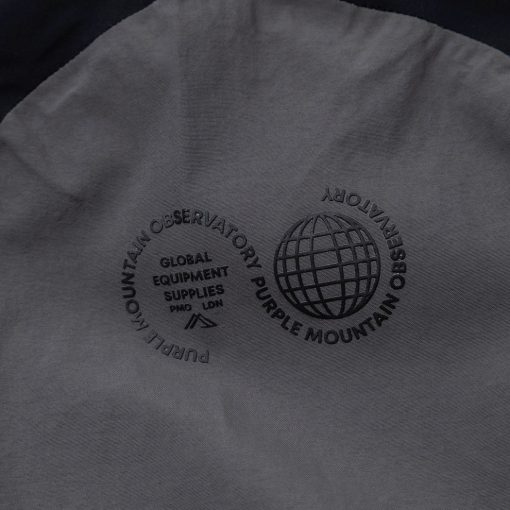 PURPLE MOUNTAIN OBSERVATORY
GLOBAL
EQUIPMENT
SUPPLIES
PMO LDN
PURPLE MOUNTAIN OBSERVATORY